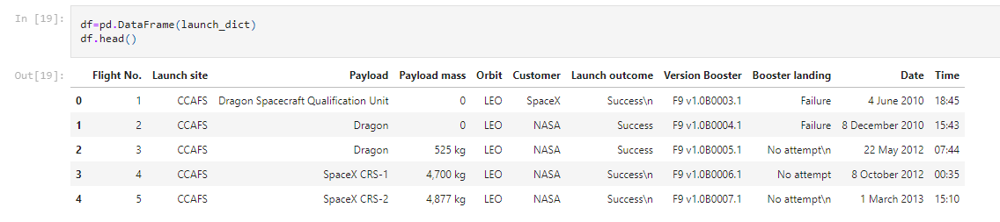 In [19]:
df=pd.DataFrame(launch_dict)
df.head()
Out[19]:
Flight No. Launch site Payload Payload mass Orbit Customer Launch outcome Version Booster Booster landing Date Time
0 1 CCAFS Dragon Spacecraft Qualification Unit 0 LEO SpaceX Success\n F9 v1.0B0003.1 Failure 4 June 2010 18:45
1 2 CCAFS Dragon 0 LEO NASA Success F9 v1.0B0004.1 Failure 8 December 2010 15:43
2 3 CCAFS Dragon 525 kg LEO NASA Success F9 v1.0B0005.1 No attempt\n 22 May 2012 07:44
3 4 CCAFS SpaceX CRS-1 4,700 kg LEO NASA Success\n F9 v1.0B0006.1 No attempt 8 October 2012 00:35
4 5 CCAFS SpaceX CRS-2 4,877 kg LEO NASA Success\n F9 v1.0B0007.1 No attempt\n 1 March 2013 15:10